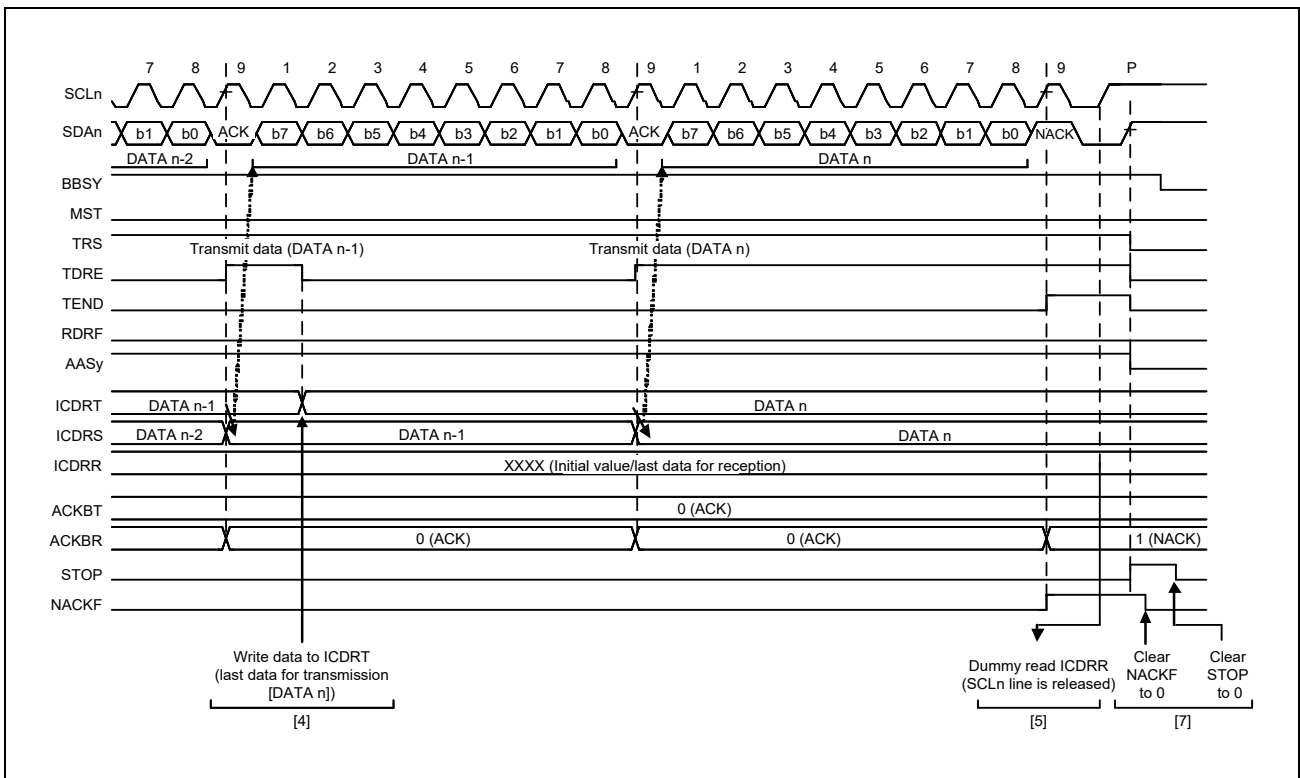 7 8 9 1 2 3 4 5 6 7 8 9 1 2 3 4 5 6 7 8 9 P
SCLn
SDAn b1 b0 ACK b7 b6 b5 b4 b3 b2 b1 b0 ACK b7 b6 b5 b4 b3 b2 b1 b0 NACK
DATA n-2 DATA n-1 DATA n
BBSY
MST
TRS
Transmit data (DATA n-1) Transmit data (DATA n)
TDRE
TEND
RDRF
AASy
ICDRT DATA n-1 DATA n
ICDRS DATA n-2 DATA n-1 DATA n
ICDRR XXXX (Initial value/last data for reception)
ACKBT 0 (ACK)
ACKBR 0 (ACK) 0 (ACK) 1 (NACK)
STOP
NACKF
Write data to ICDRT
(last data for transmission
[DATA n])
[4]
Dummy read ICDRR
(SCLn line is released)
[5]
Clear
NACKF
to 0
Clear
STOP
to 0
[7]